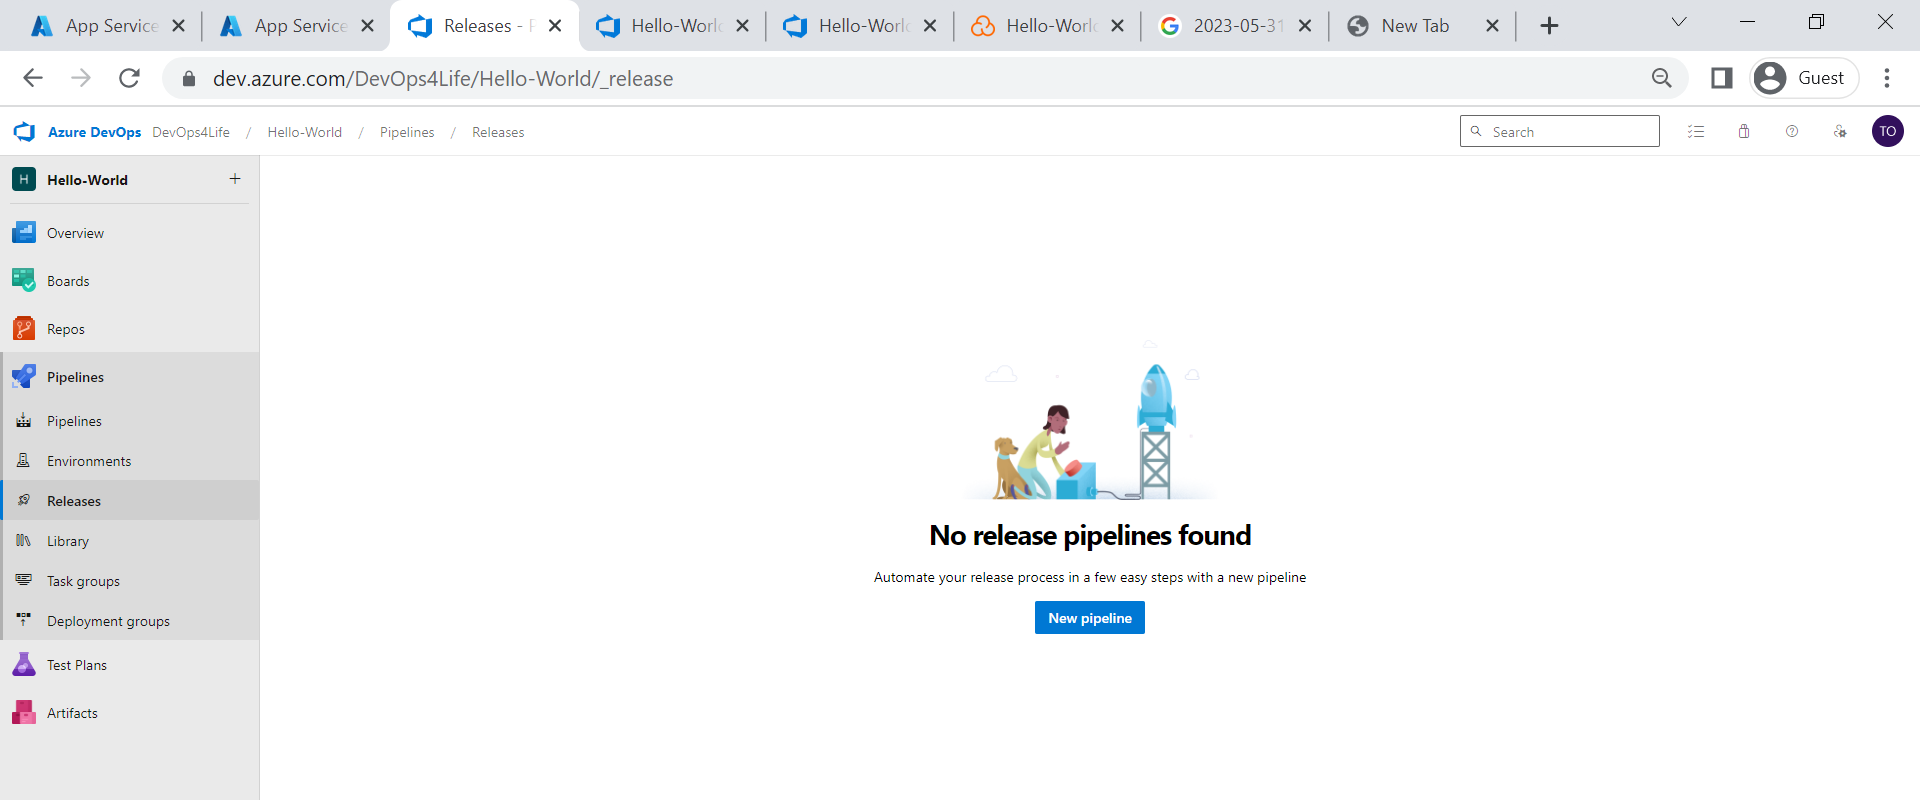 App Service
App Service
Releases - P
Hello-World
Hello-World
Hello-World
2023-05-31
New Tab
dev.azure.com/DevOps4Life/Hello-World/_release
Guest
Azure DevOps DevOps4Life / Hello-World / Pipelines / Releases
Search
TO
H Hello-World +
Overview
Boards
Repos
Pipelines
Pipelines
Environments
Releases
Library
Task groups
Deployment groups
Test Plans
Artifacts
No release pipelines found
Automate your release process in a few easy steps with a new pipeline
New pipeline